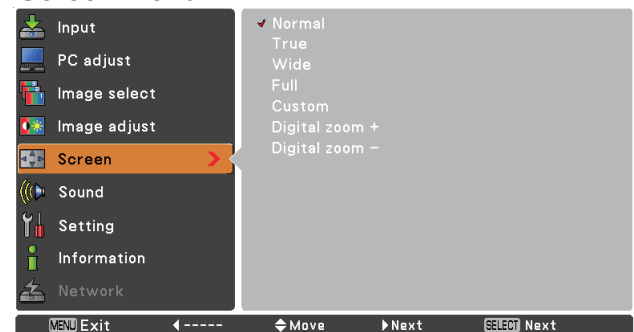 Input
PC adjust
Image select
Image adjust
Screen
Sound
Setting
Information
Network
Normal
True
Wide
Full
Custom
Digital zoom +
Digital zoom –
MENU Exit ◀----- Move Next SELECT Next